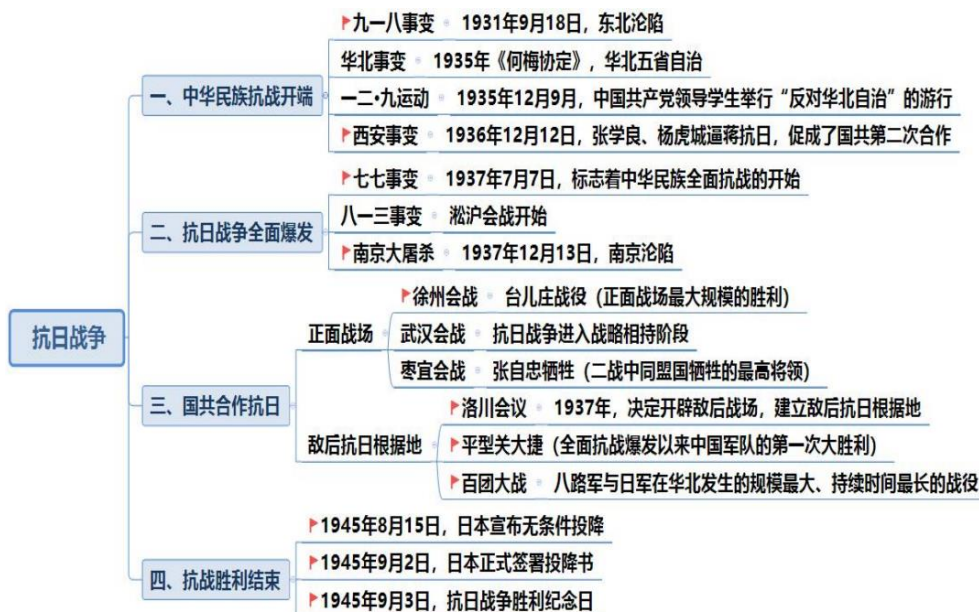 抗日战争
一、中华民族抗战开端
九一八事变 1931年9月18日，东北沦陷
华北事变 1935年《何梅协定》，华北五省自治
一二·九运动 1935年12月9月，中国共产党领导学生举行“反对华北自治”的游行
西安事变 1936年12月12日，张学良、杨虎城逼蒋抗日，促成了国共第二次合作
二、抗日战争全面爆发
七七事变 1937年7月7日，标志着中华民族全面抗战的开始
八一三事变 淞沪会战开始
南京大屠杀 1937年12月13日，南京沦陷
三、国共合作抗日
正面战场
徐州会战 台儿庄战役（正面战场最大规模的胜利）
武汉会战 抗日战争进入战略相持阶段
枣宜会战 张自忠牺牲（二战中同盟国牺牲的最高将领）
敌后抗日根据地
洛川会议 1937年，决定开辟敌后战场，建立敌后抗日根据地
平型关大捷（全面抗战爆发以来中国军队的第一次大胜利）
百团大战 八路军与日军在华北发生的规模最大、持续时间最长的战役
四、抗战胜利结束
1945年8月15日，日本宣布无条件投降
1945年9月2日，日本正式签署投降书
1945年9月3日，抗日战争胜利纪念日